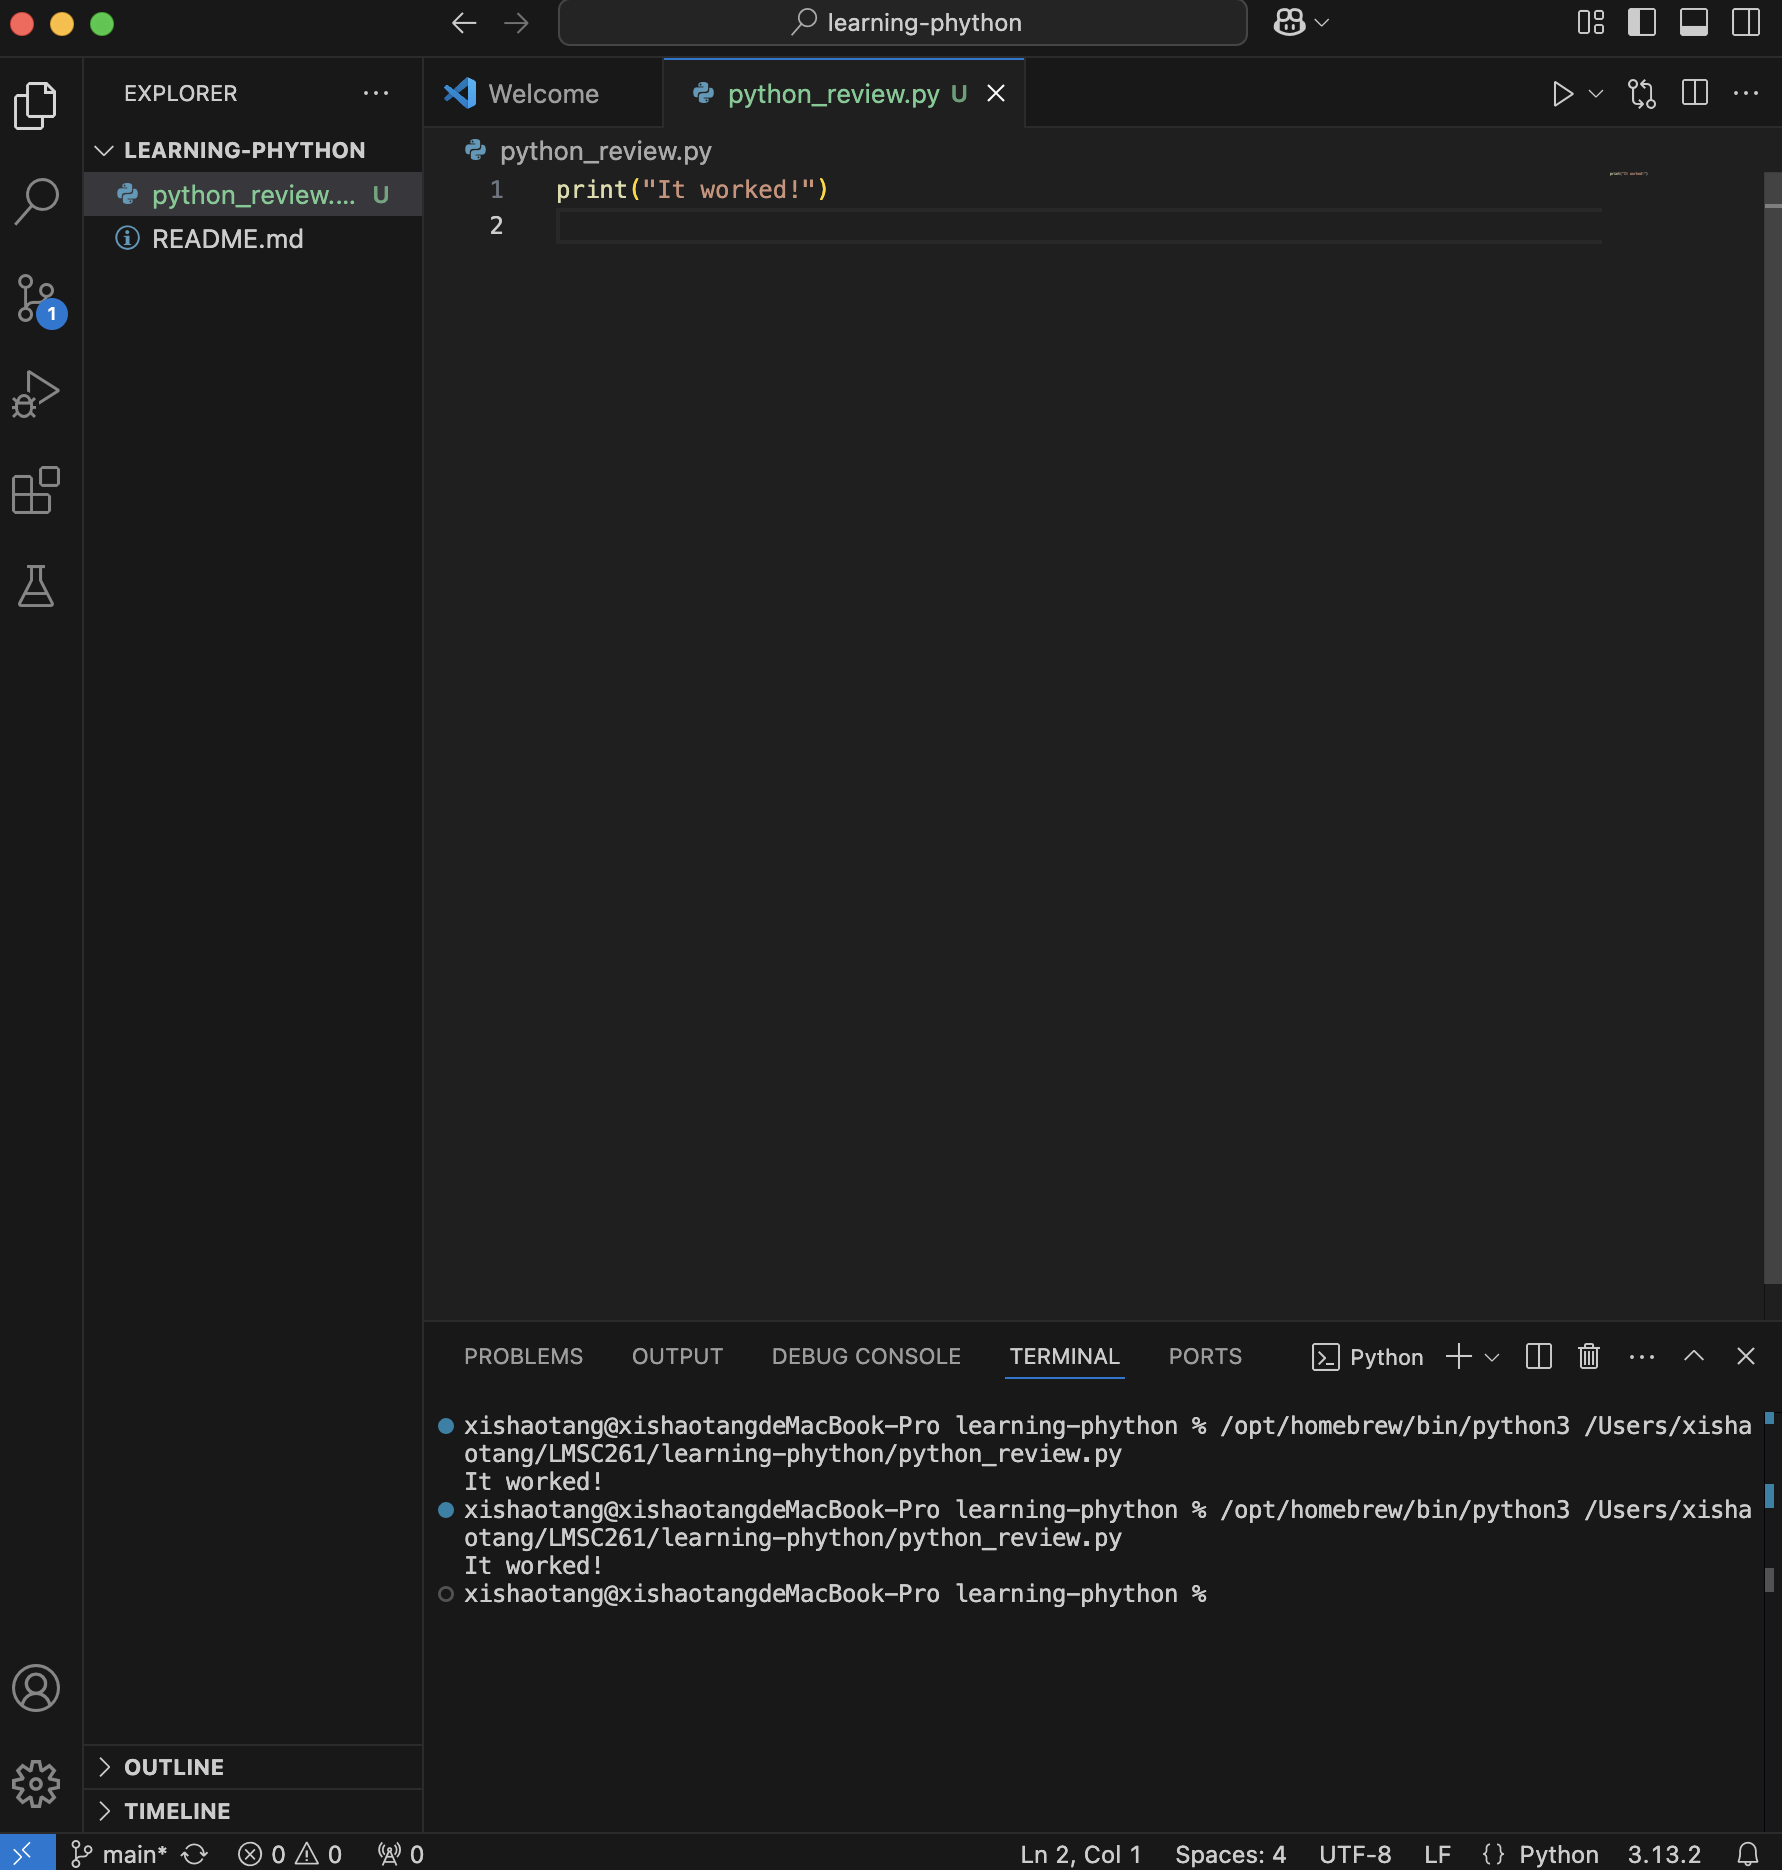 learning-phython
EXPLORER
Welcome
python_review.py U
LEARNING-PHYTHON
python_review.... U
README.md
1
python_review.py
1 print("It worked!")
2
PROBLEMS OUTPUT DEBUG CONSOLE TERMINAL PORTS Python
xishaotang@xishaotangdeMacBook-Pro learning-phython % /opt/homebrew/bin/python3 /Users/xisha
otang/LMSC261/learning-phython/python_review.py
It worked!
xishaotang@xishaotangdeMacBook-Pro learning-phython % /opt/homebrew/bin/python3 /Users/xisha
otang/LMSC261/learning-phython/python_review.py
It worked!
xishaotang@xishaotangdeMacBook-Pro learning-phython %
OUTLINE
TIMELINE
main* 0 0 0 Ln 2, Col 1 Spaces: 4 UTF-8 LF {} Python 3.13.2